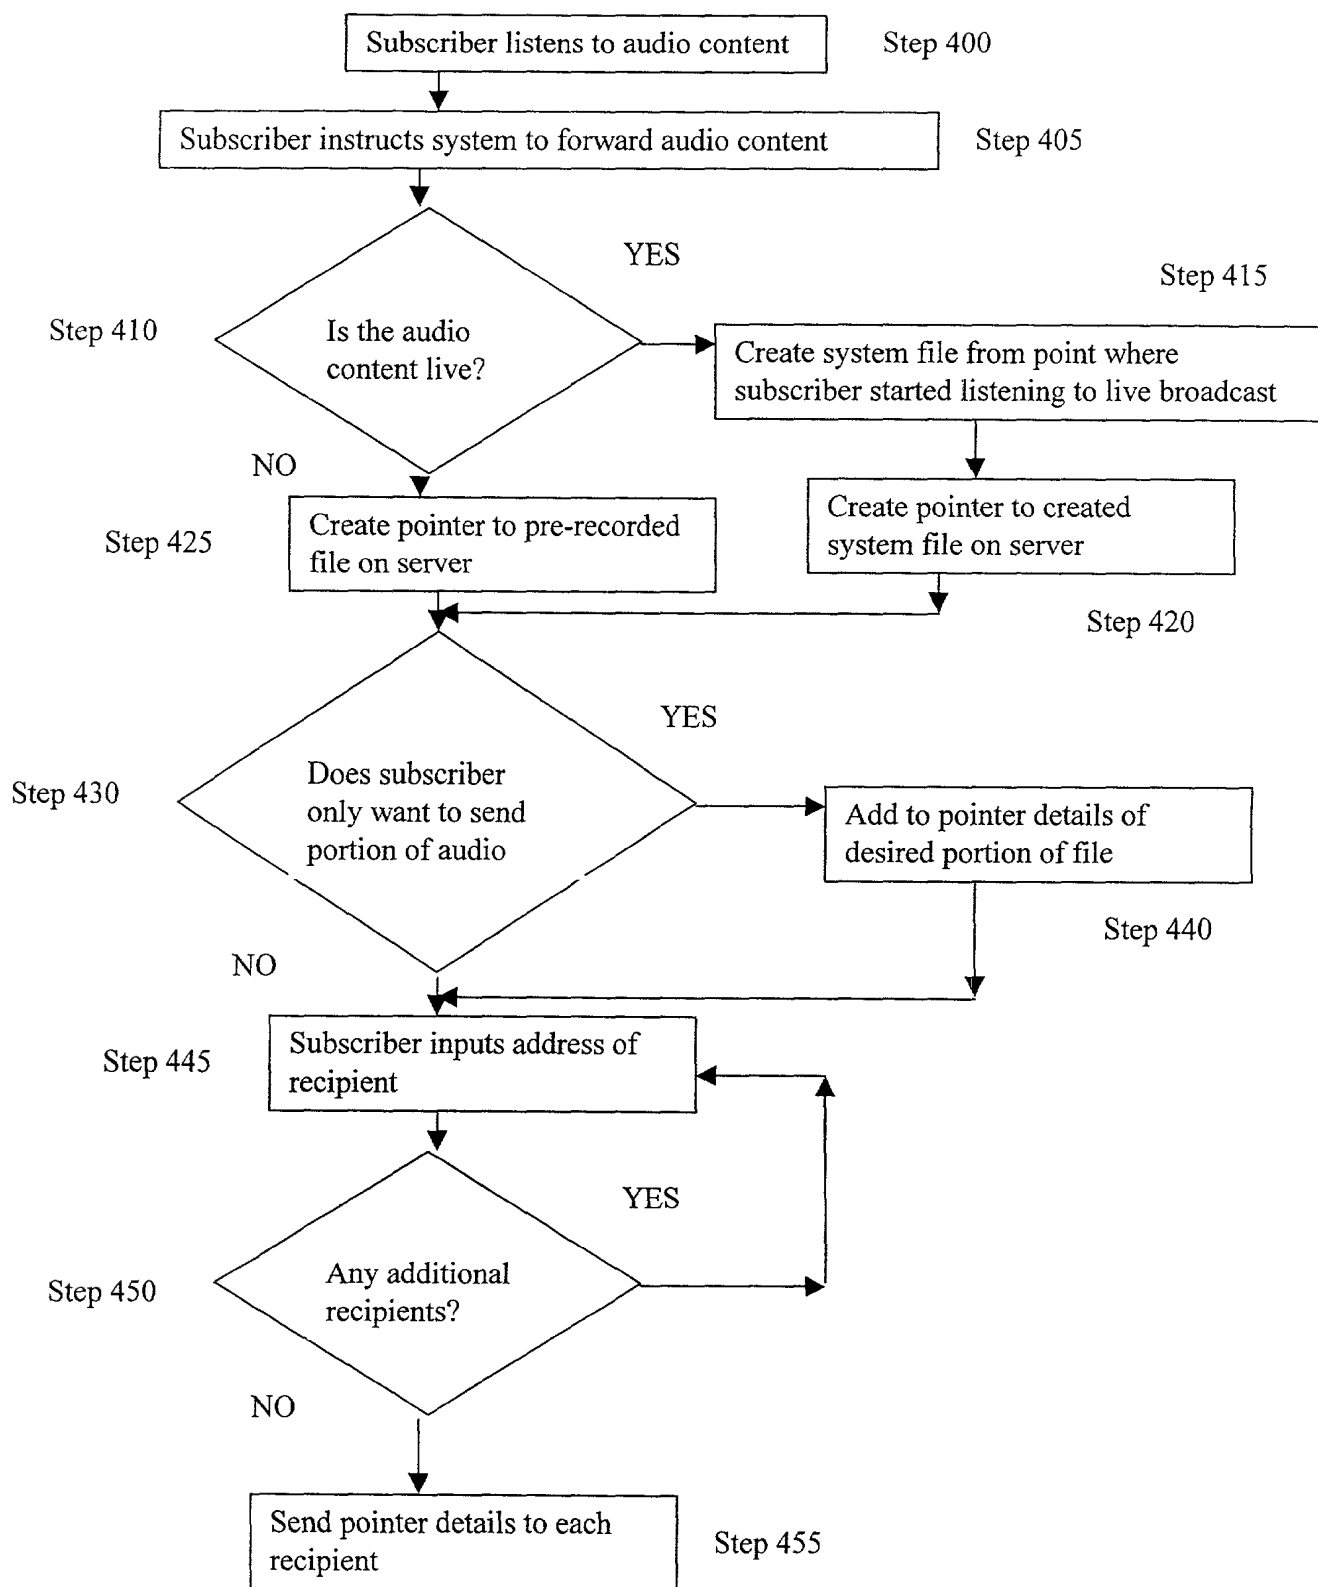 Subscriber listens to audio content
Step 400
Subscriber instructs system to forward audio content
Step 405
YES
Step 415
Step 410
Is the audio
content live?
Create system file from point where
subscriber started listening to live broadcast
NO
Step 425
Create pointer to pre-recorded
file on server
Create pointer to created
system file on server
Step 420
YES
Step 430
Does subscriber
only want to send
portion of audio
Add to pointer details of
desired portion of file
Step 440
NO
Step 445
Subscriber inputs address of
recipient
YES
Step 450
Any additional
recipients?
NO
Send pointer details to each
recipient
Step 455